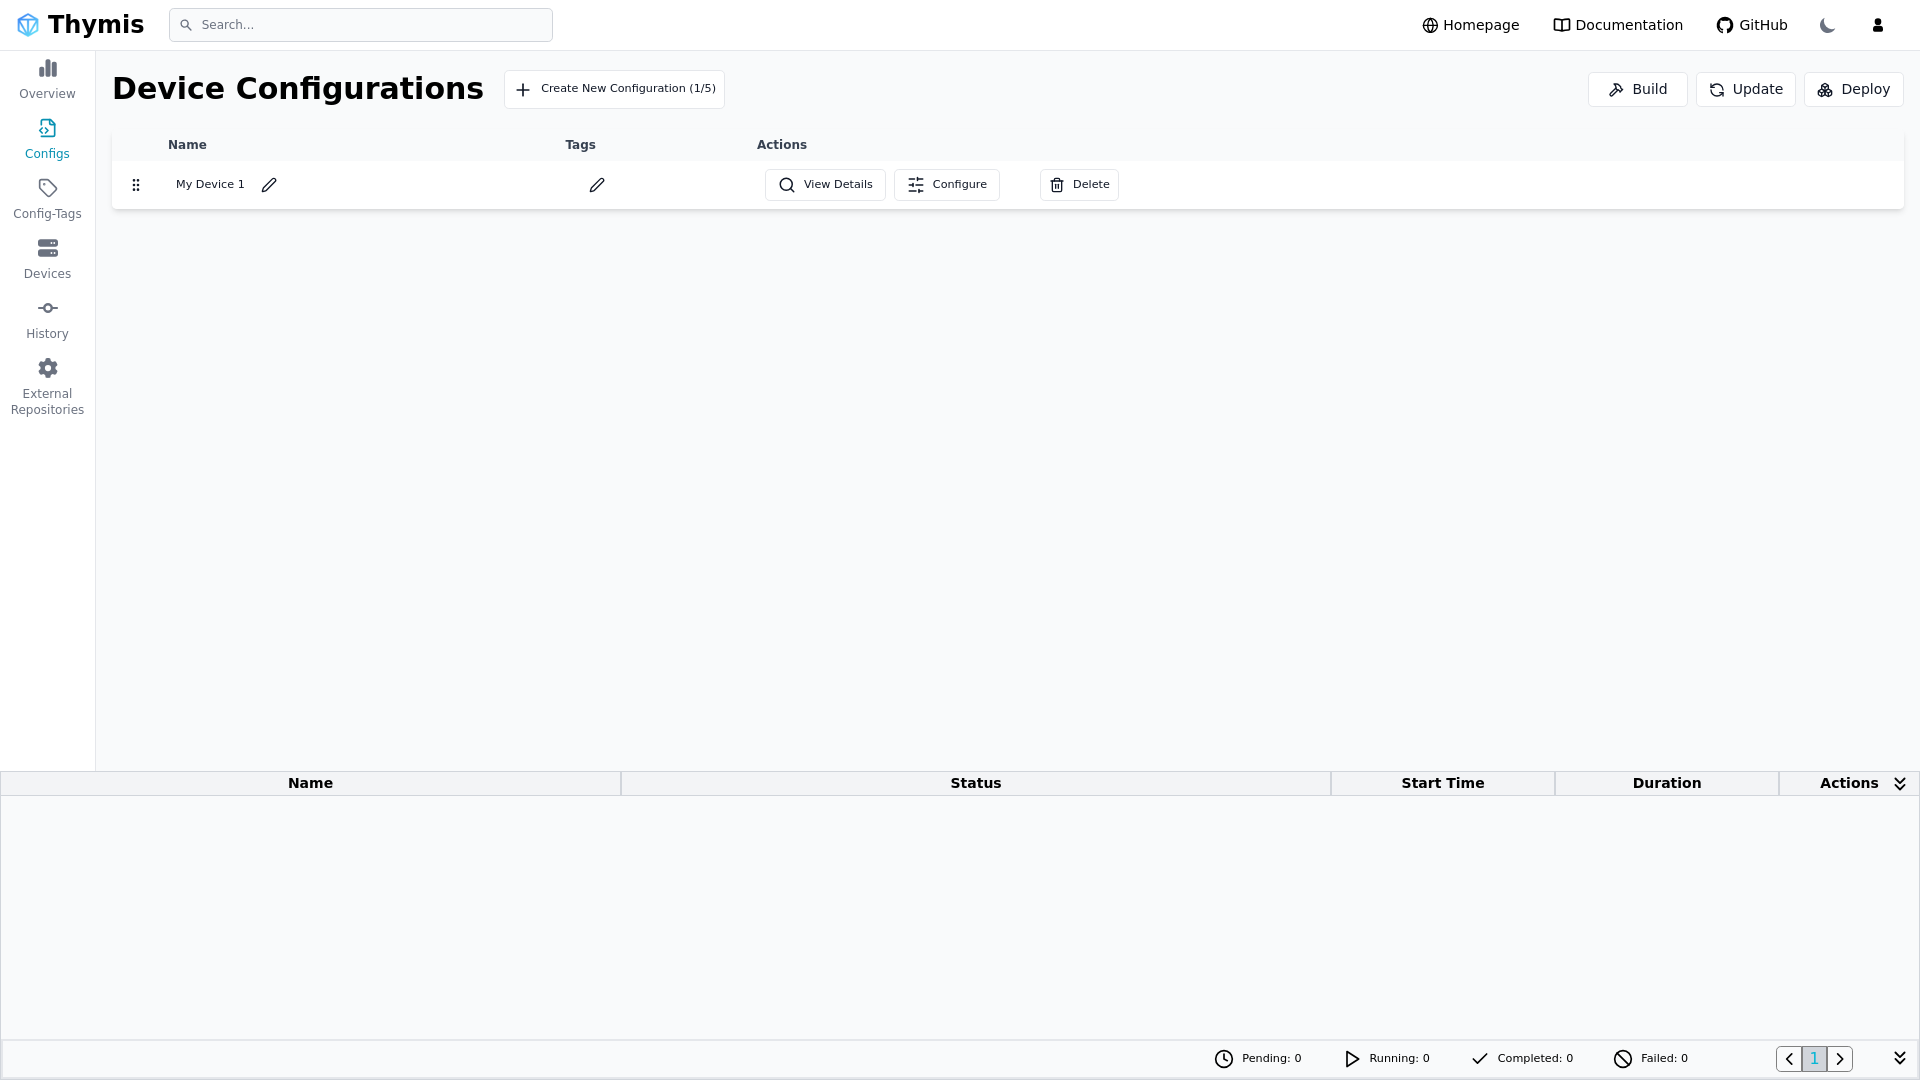 Thymis
Search...
Homepage
Documentation
GitHub
Overview
Configs
Config-Tags
Devices
History
External
Repositories
Device Configurations
Create New Configuration (1/5)
Build
Update
Deploy
Name Tags Actions
My Device 1
View Details
Configure
Delete
Name Status Start Time Duration Actions
Pending: 0
Running: 0
Completed: 0
Failed: 0
1